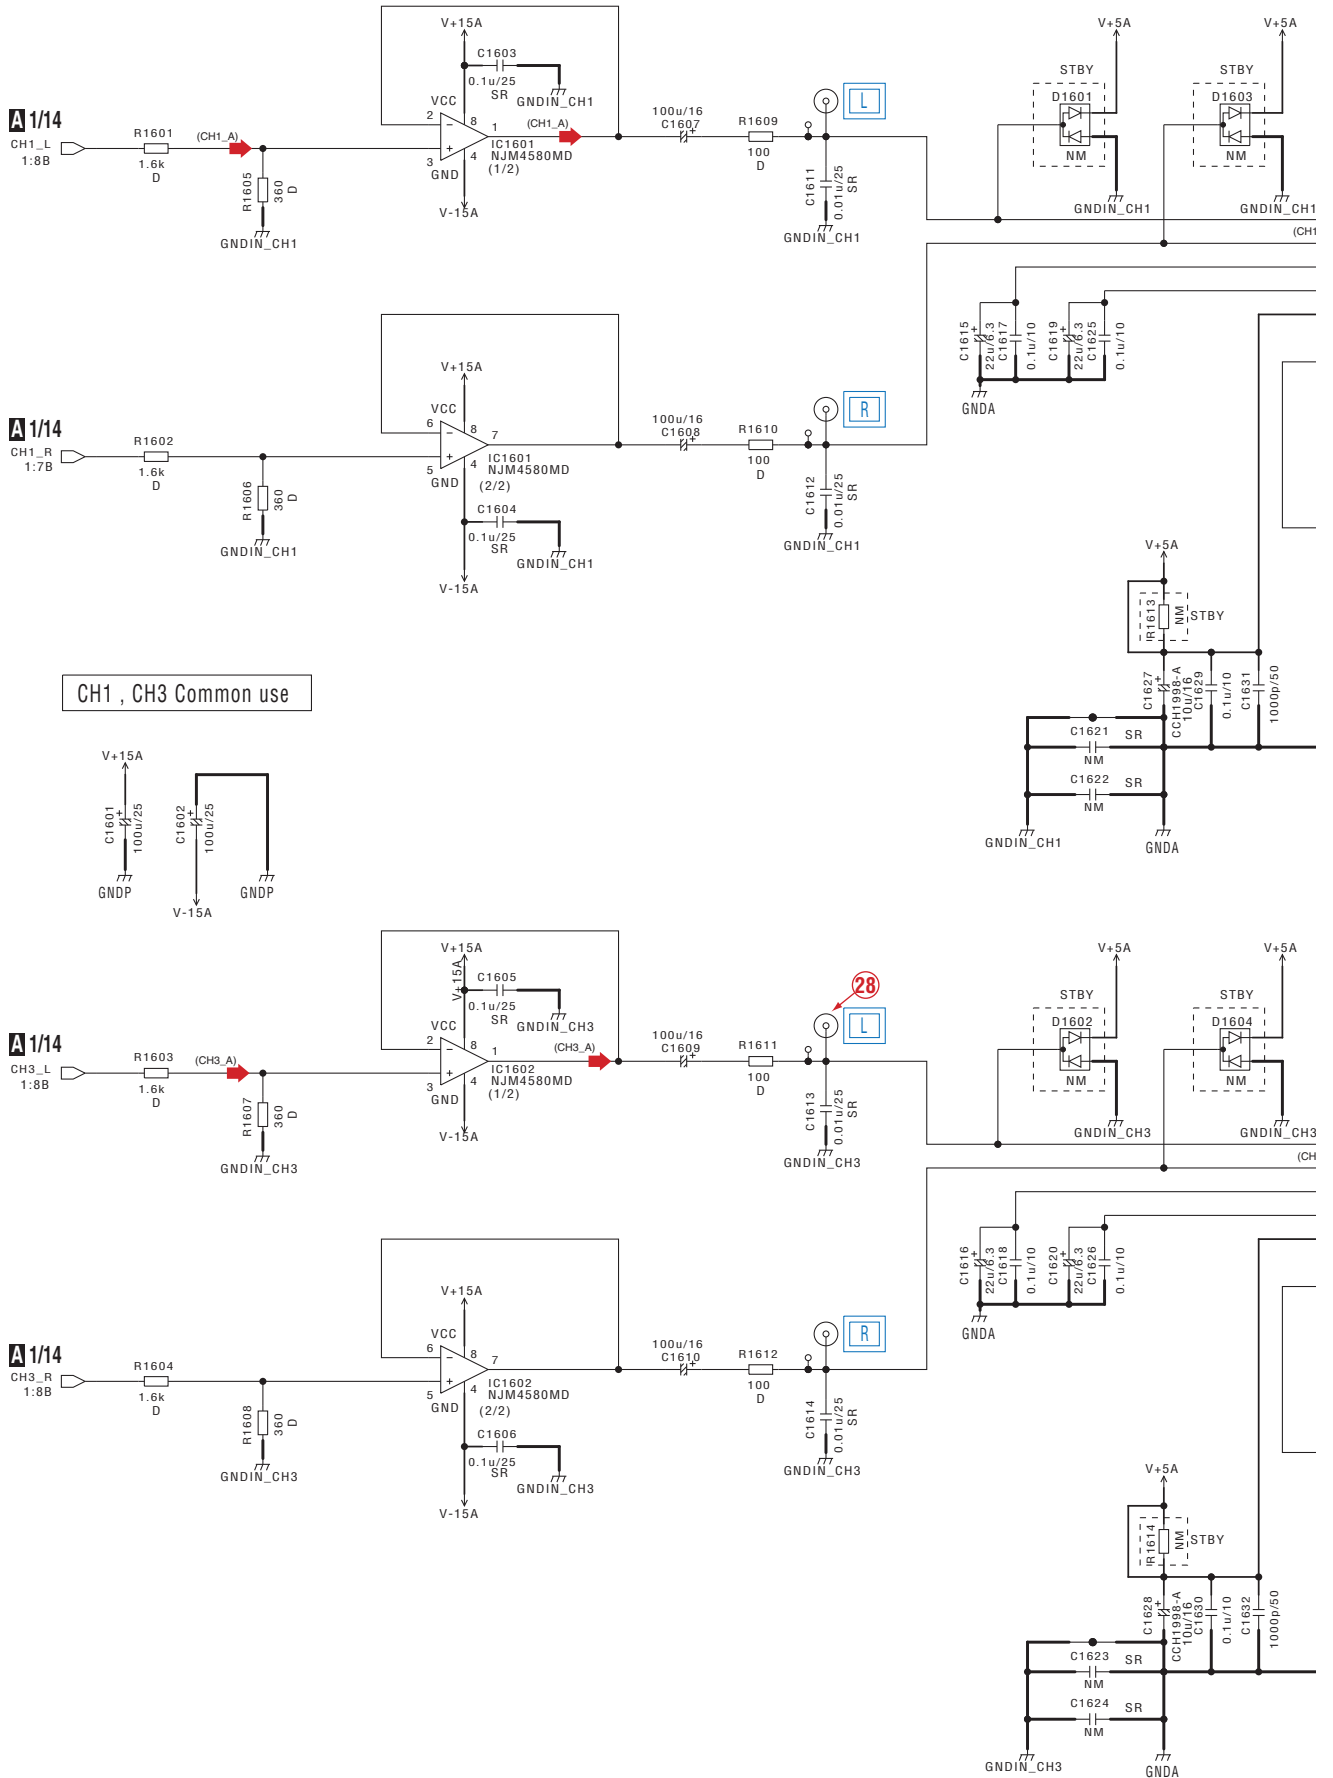 V+15A
C1603
0.1u/25
SR
GNDIN_CH1
VCC
2
8
1
(CH1_A)
IC1601
NJM4580MD
(1/2)
3
4
GND
V-15A
A 1/14
CH1_L
1:8B
R1601
1.6k
D
(CH1_A)
R1605
360
D
GNDIN_CH1
100u/16
C1607
R1609
100
D
L
C1611
0.01u/25
SR
GNDIN_CH1
V+5A
STBY
D1601
NM
GNDIN_CH1
V+5A
STBY
D1603
NM
GNDIN_CH1
(CH1
C1615
22u/6.3
C1617
0.1u/10
C1619
22u/6.3
C1625
0.1u/10
GNDA
V+15A
VCC
6
8
7
IC1601
NJM4580MD
(2/2)
5
4
GND
C1604
0.1u/25
SR
GNDIN_CH1
V-15A
A 1/14
CH1_R
1:7B
R1602
1.6k
D
R1606
360
D
GNDIN_CH1
100u/16
C1608
R1610
100
D
R
C1612
0.01u/25
SR
GNDIN_CH1
V+5A
R1613
NM
STBY
C1627
CCH1998-A
10u/16
C1629
0.1u/10
C1631
1000p/50
C1621
SR
NM
C1622
SR
NM
GNDIN_CH1
GNDA
CH1 , CH3 Common use
V+15A
C1601
100u/25
GNDP
C1602
100u/25
GNDP
V-15A
V+15A
V+15A
C1605
0.1u/25
SR
GNDIN_CH3
VCC
2
8
1
(CH3_A)
IC1602
NJM4580MD
(1/2)
3
4
GND
V-15A
A 1/14
CH3_L
1:8B
R1603
1.6k
D
(CH3_A)
R1607
360
D
GNDIN_CH3
100u/16
C1609
R1611
100
D
28
L
C1613
0.01u/25
SR
GNDIN_CH3
V+5A
STBY
D1602
NM
GNDIN_CH3
V+5A
STBY
D1604
NM
GNDIN_CH3
(CH
C1616
22u/6.3
C1618
0.1u/10
C1620
22u/6.3
C1626
0.1u/10
GNDA
V+15A
VCC
6
8
7
IC1602
NJM4580MD
(2/2)
5
4
GND
C1606
0.1u/25
SR
GNDIN_CH3
V-15A
A 1/14
CH3_R
1:8B
R1604
1.6k
D
R1608
360
D
GNDIN_CH3
100u/16
C1610
R1612
100
D
R
C1614
0.01u/25
SR
GNDIN_CH3
V+5A
R1614
NM
STBY
C1628
CCH1998-A
10u/16
C1630
0.1u/10
C1632
1000p/50
C1623
SR
NM
C1624
SR
NM
GNDIN_CH3
GNDA